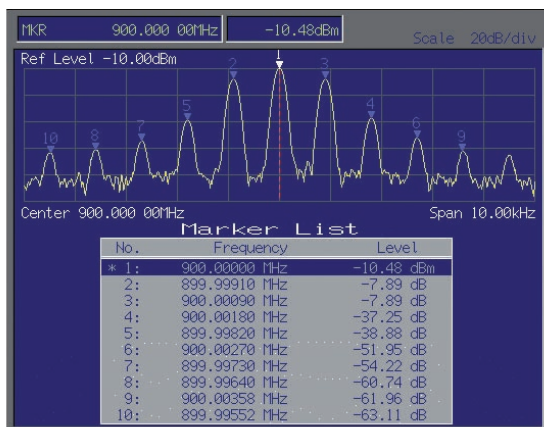 MKR 900.000 00MHz -10.48dBm
Scale 20dB/div
Ref Level -10.00dBm
1
2 3
5 4
7 6
10 8 9
Center 900.000 00MHz Span 10.00kHz
Marker List
No. Frequency Level
* 1: 900.00000 MHz -10.48 dBm
2: 899.99910 MHz -7.89 dB
3: 900.00090 MHz -7.89 dB
4: 900.00180 MHz -37.25 dB
5: 899.99820 MHz -38.88 dB
6: 900.00270 MHz -51.95 dB
7: 899.99730 MHz -54.22 dB
8: 899.99640 MHz -60.74 dB
9: 900.00358 MHz -61.96 dB
10: 899.99552 MHz -63.11 dB